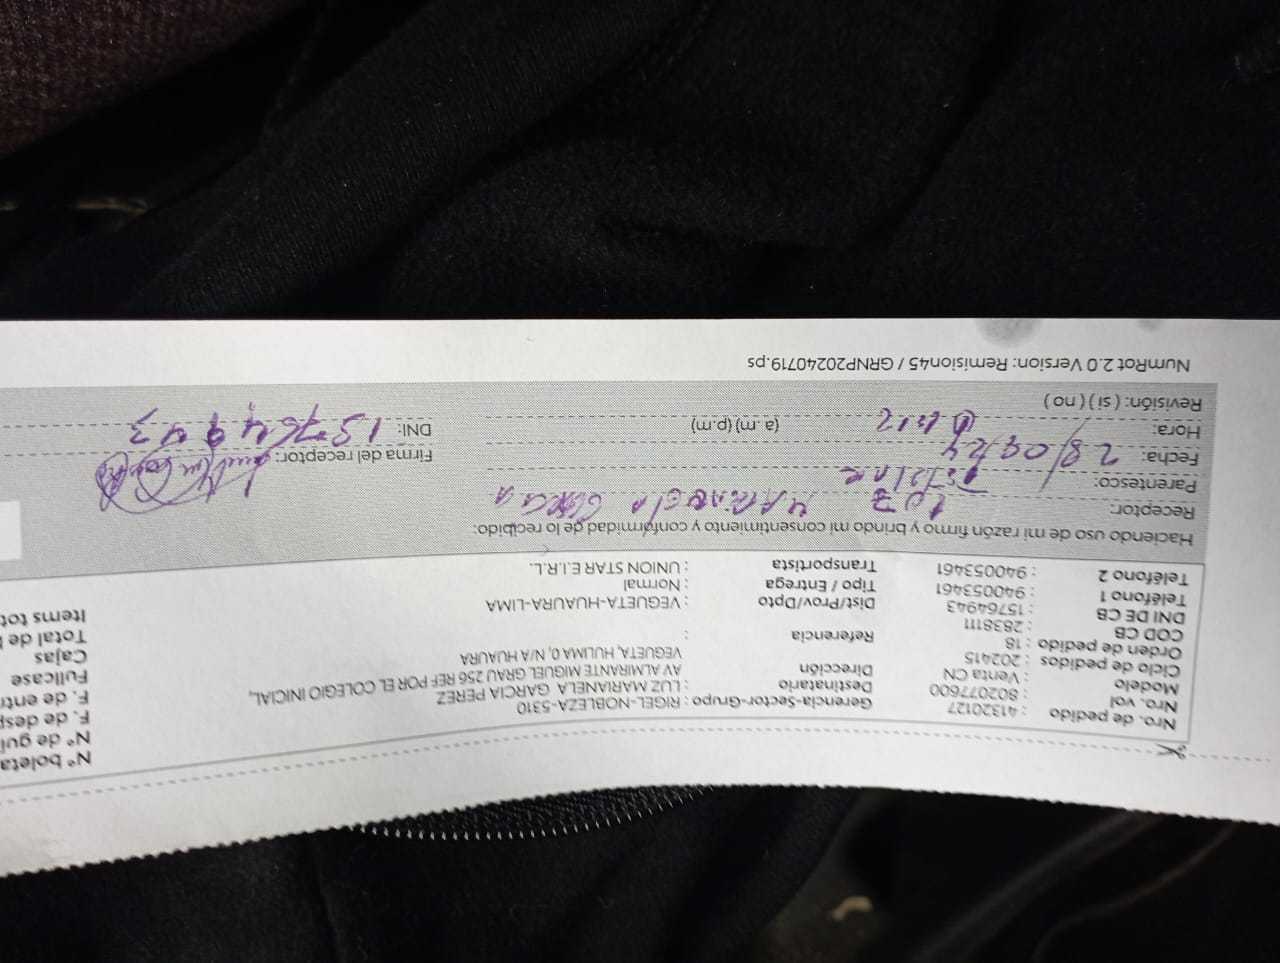 Nº boleta
Nº de guí
F. de desp
F. de entr
Fullcase
Cajas
Total de b
Items tot
Nro. de pedido : 41320127
Nro. vol : 802077600
Modelo : Venta CN
Ciclo de pedidos : 202415
Orden de pedido : 18
COD CB : 2838111
DNI DE CB : 15764943
Teléfono 1 : 940053461
Teléfono 2 : 940053461
Gerencia-Sector-Grupo : RIGEL-NOBLEZA-5310
Destinatario : LUZ MARIANELA GARCIA PEREZ
Dirección : AV ALMIRANTE MIGUEL GRAU 256 REF POR EL COLEGIO INICIAL,
VEGUETA, HULIMA 0, N/A HUAURA
Referencia :
Dist/Prov/Dpto : VEGUETA-HUAURA-LIMA
Tipo / Entrega : Normal
Transportista : UNION STAR E.I.R.L.
Haciendo uso de mi razón firmo y brindo mi consentimiento y conformidad de lo recibido:
Receptor:
Parentesco: Titular
Fecha: 28/09/24
Hora: (a.m) (p.m)
Revisión: ( si ) ( no )
Firma del receptor:
DNI: 15764943
NumRot 2.0 Version: Remision45 / GRNP20240719.ps